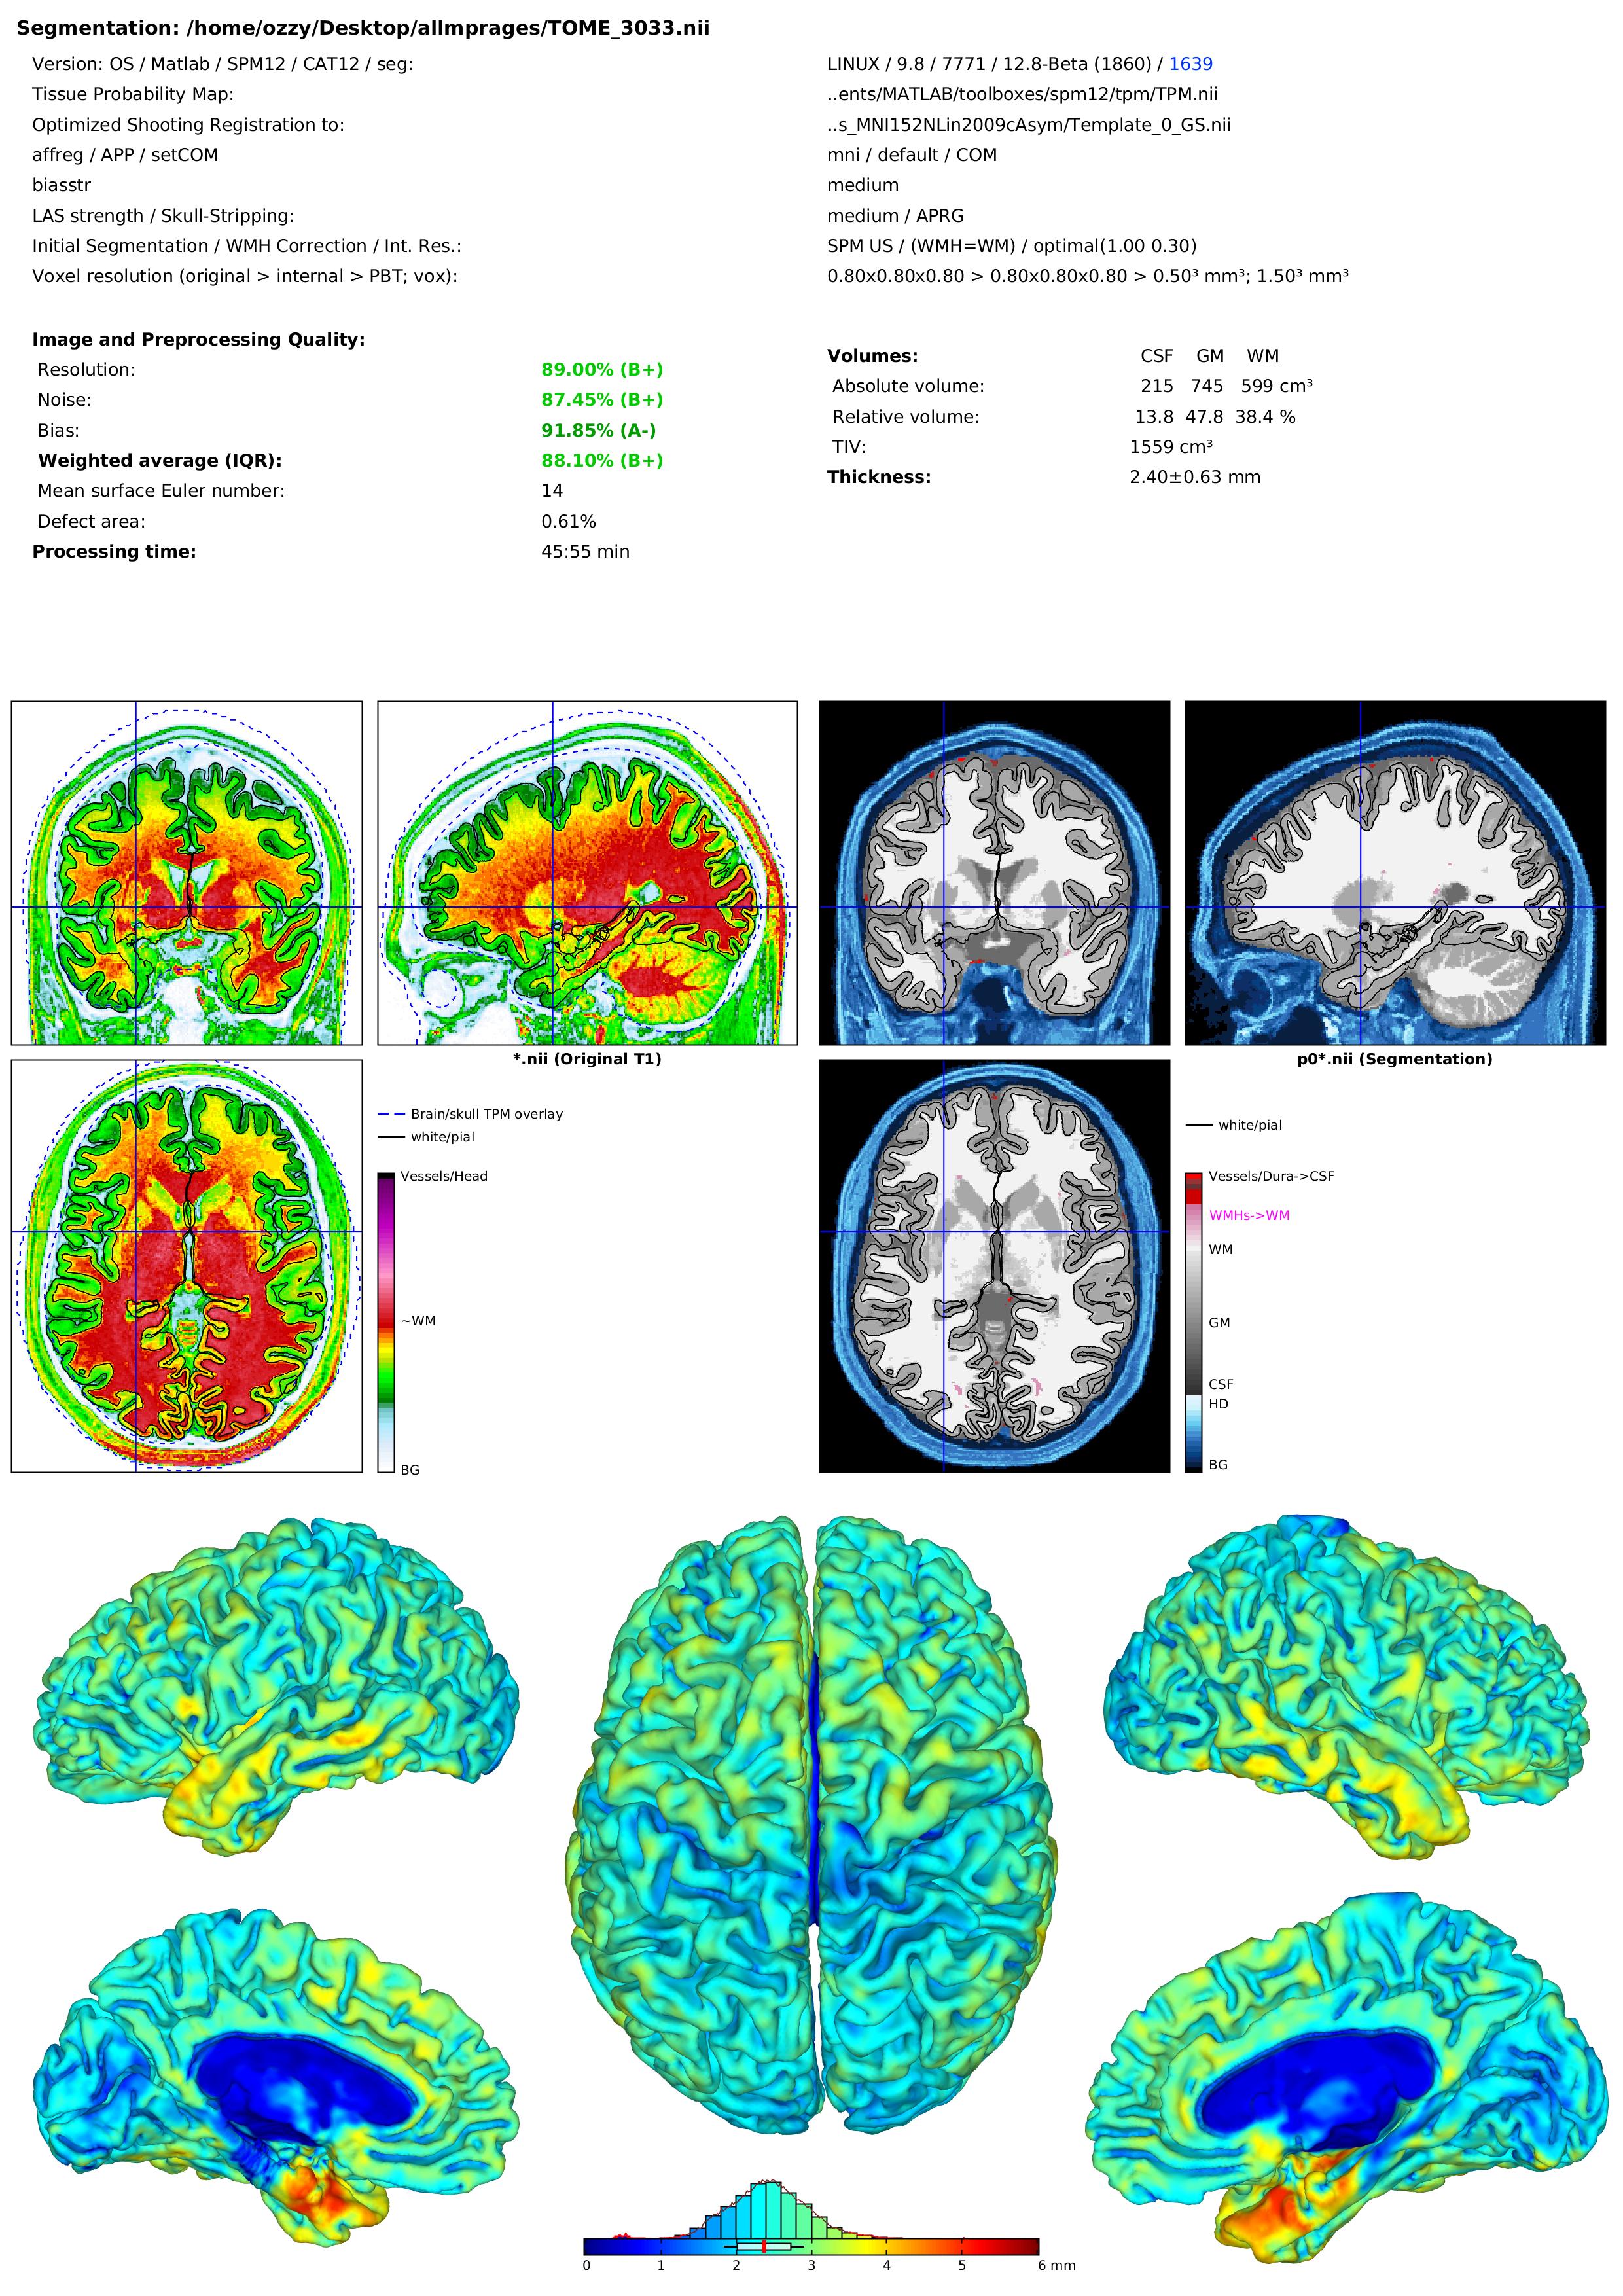 Segmentation: /home/ozzy/Desktop/allmprages/TOME_3033.nii
Version: OS / Matlab / SPM12 / CAT12 / seg: LINUX / 9.8 / 7771 / 12.8-Beta (1860) / 1639
Tissue Probability Map: ..ents/MATLAB/toolboxes/spm12/tpm/TPM.nii
Optimized Shooting Registration to: ..s_MNI152NLin2009cAsym/Template_0_GS.nii
affreg / APP / setCOM mni / default / COM
biasstr medium
LAS strength / Skull-Stripping: medium / APRG
Initial Segmentation / WMH Correction / Int. Res.: SPM US / (WMH=WM) / optimal(1.00 0.30)
Voxel resolution (original > internal > PBT; vox): 0.80x0.80x0.80 > 0.80x0.80x0.80 > 0.50³ mm³; 1.50³ mm³
Image and Preprocessing Quality:
Resolution: 89.00% (B+)
Noise: 87.45% (B+)
Bias: 91.85% (A-)
Weighted average (IQR): 88.10% (B+)
Mean surface Euler number: 14
Defect area: 0.61%
Processing time: 45:55 min
Volumes: CSF GM WM
Absolute volume: 215 745 599 cm³
Relative volume: 13.8 47.8 38.4 %
TIV: 1559 cm³
Thickness: 2.40±0.63 mm
*.nii (Original T1)
p0*.nii (Segmentation)
Brain/skull TPM overlay
white/pial
Vessels/Head
~WM
BG
white/pial
Vessels/Dura->CSF
WMHs->WM
WM
GM
CSF
HD
BG
0 1 2 3 4 5 6 mm